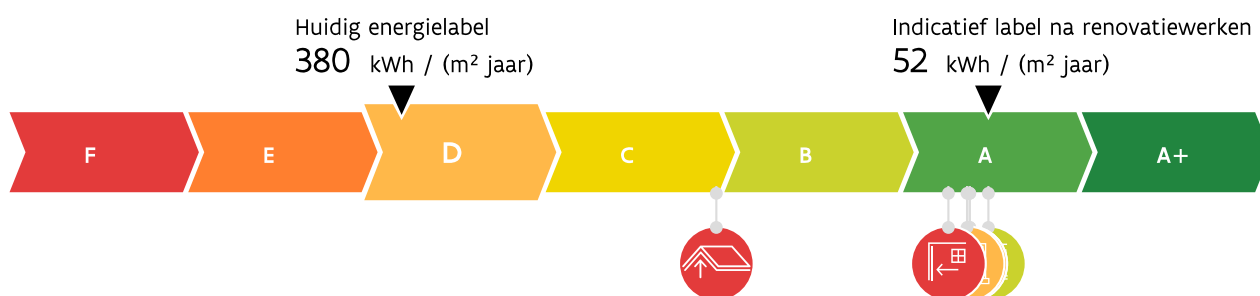 Huidig energielabel
380 kWh / (m² jaar)
Indicatief label na renovatiewerken
52 kWh / (m² jaar)
F E D C B A A+